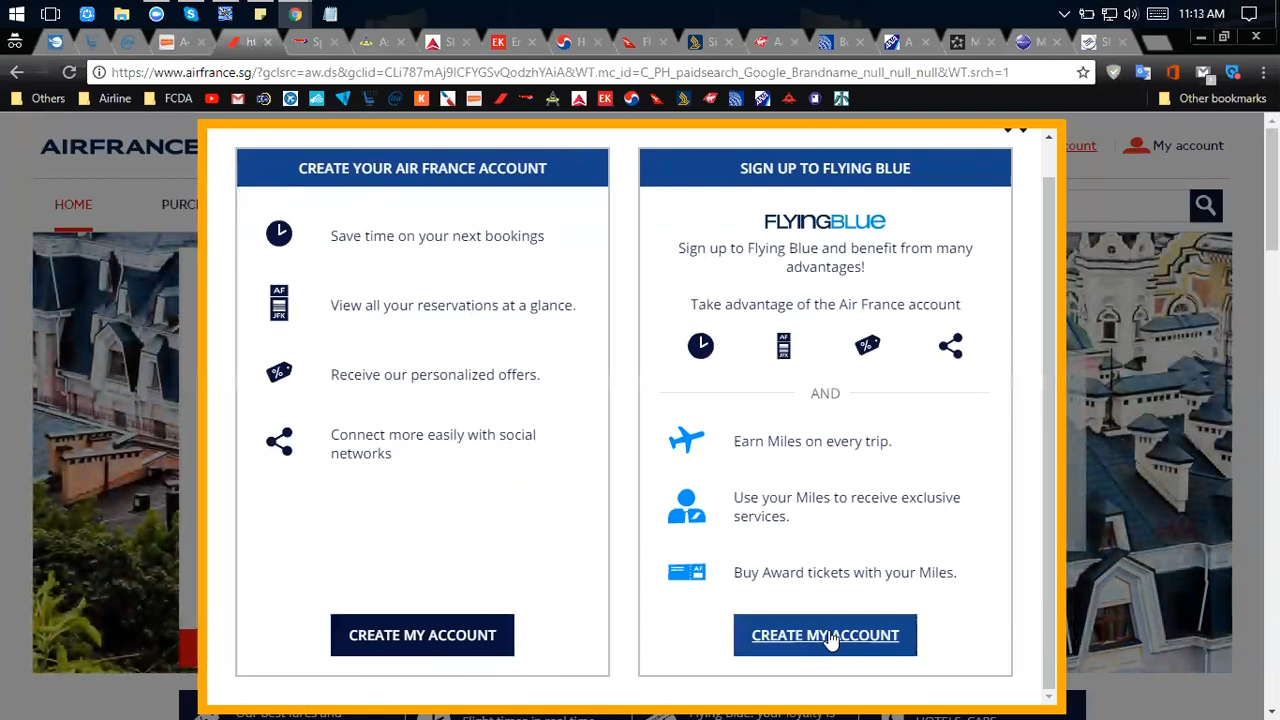 11:13 AM
https://www.airfrance.sg/?gclsrc=aw.ds&gclid=CLi787mAj9ICFYGSvQodzhYAiA&WT.mc_id=C_PH_paidsearch_Google_Brandname_null_null_null&WT.srch=1
Others
Airline
FCDA
Other bookmarks
AIRFRANCE
count
My account
HOME
CREATE YOUR AIR FRANCE ACCOUNT
Save time on your next bookings
AF
JFK
View all your reservations at a glance.
%
Receive our personalized offers.
Connect more easily with social
networks
CREATE MY ACCOUNT
SIGN UP TO FLYING BLUE
FLYINGBLUE
Sign up to Flying Blue and benefit from many
advantages!
Take advantage of the Air France account
AND
Earn Miles on every trip.
Use your Miles to receive exclusive
services.
AF
Buy Award tickets with your Miles.
CREATE MY ACCOUNT